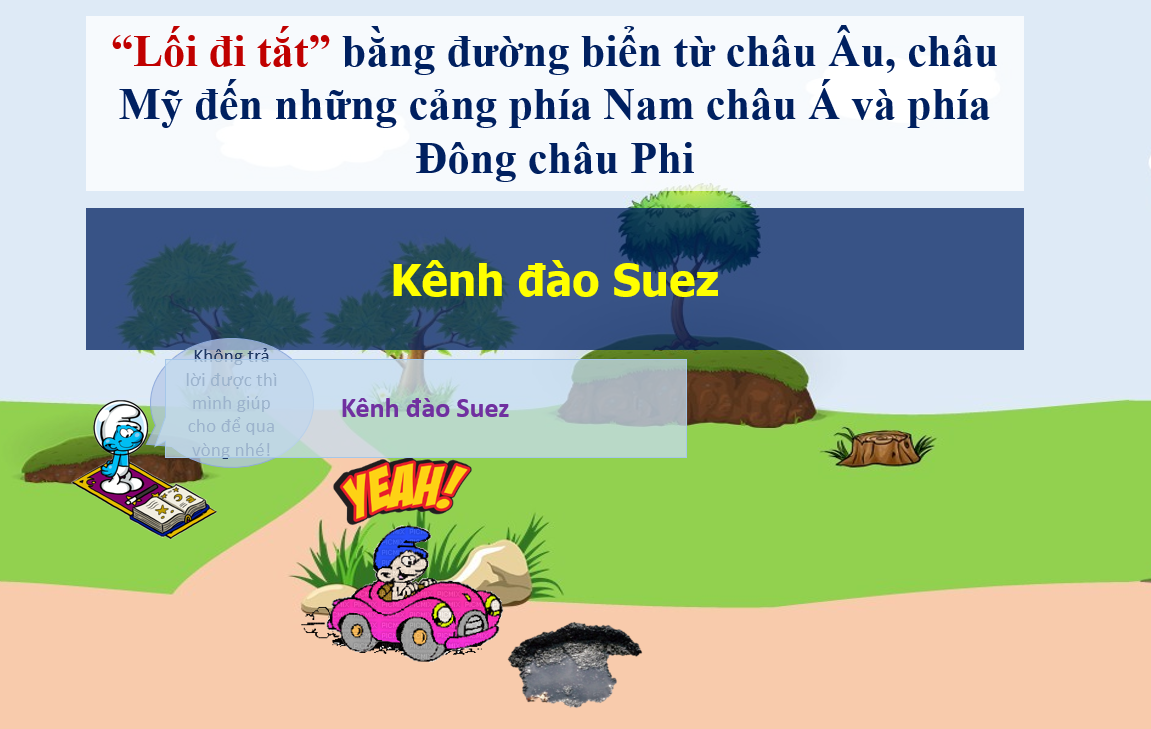 “Lối đi tắt” bằng đường biển từ châu Âu, châu
Mỹ đến những cảng phía Nam châu Á và phía
Đông châu Phi
Kênh đào Suez
Không trả
lời được thì
mình giúp
cho để qua
vòng nhé!
Kênh đào Suez
YEAH!